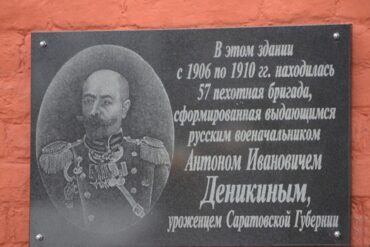 В этом здании
с 1906 по 1910 гг. находилась
57 пехотная бригада,
сформированная выдающимся
русским военачальником
Антоном Ивановичем
Деникиным,
уроженцем Саратовской Губернии